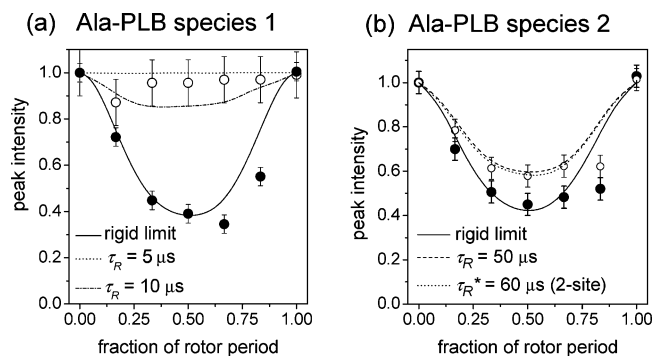 (a) Ala-PLB species 1
peak intensity
1.0
0.8
0.6
0.4
0.2
0.0
rigid limit
τR = 5 μs
τR = 10 μs
0.00 0.25 0.50 0.75 1.00
fraction of rotor period
(b) Ala-PLB species 2
peak intensity
1.0
0.8
0.6
0.4
0.2
0.0
rigid limit
τR = 50 μs
τR* = 60 μs (2-site)
0.00 0.25 0.50 0.75 1.00
fraction of rotor period